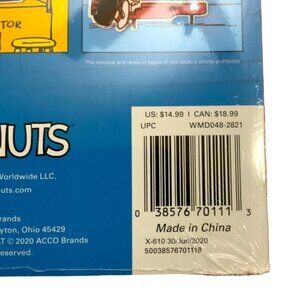 TOR
The removal and reuse of pages of this work is strictly prohibited
US: $14.99 | CAN: $18.99
UPC WMD048-2821
NUTS
Worldwide LLC.
uts.com
0 38576 70111 3
Made in China
X-610 30/Jun/2020
50038576701118
rands
yton, Ohio 45429
T © 2020 ACCO Brands
eserved.